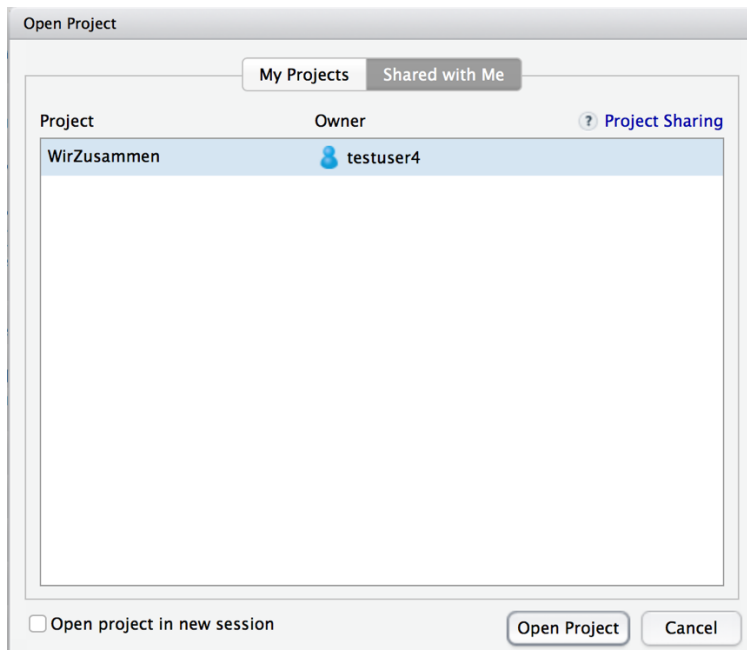 Open Project
My Projects Shared with Me
Project Owner ? Project Sharing
WirZusammen testuser4
Open project in new session Open Project Cancel